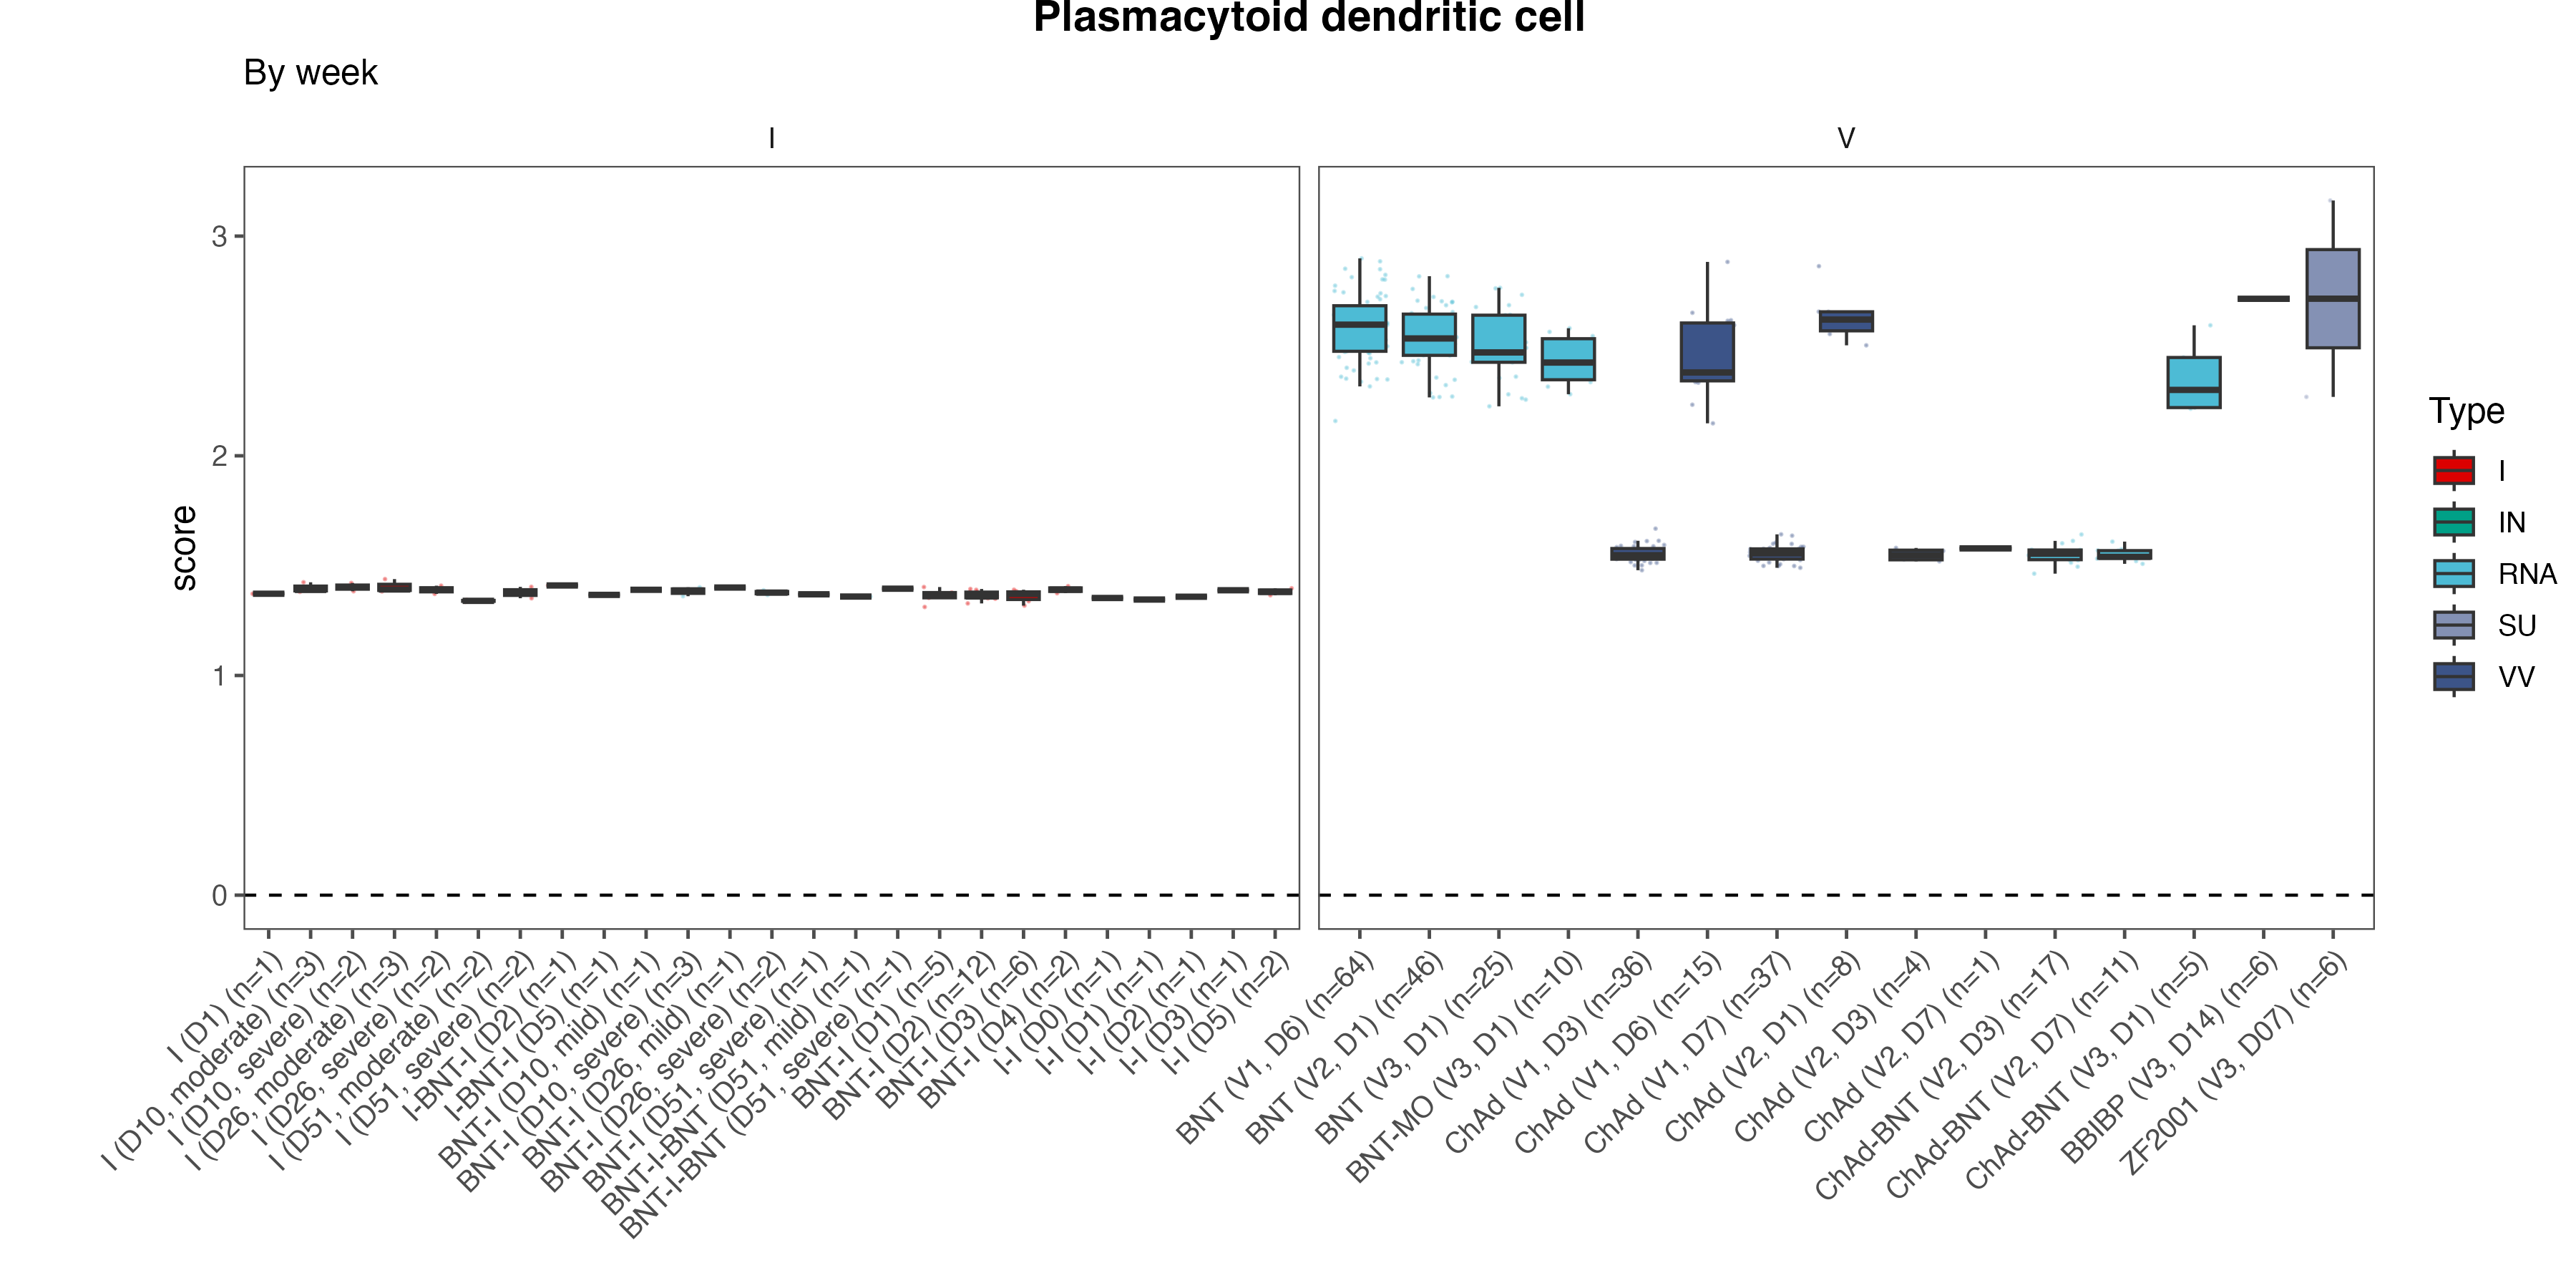 Plasmacytoid dendritic cell
By week
I
V
score
3
2
1
0
I (D1) (n=1)
I (D10, moderate) (n=3)
I (D10, severe) (n=2)
I (D26, moderate) (n=3)
I (D26, severe) (n=2)
I (D51, moderate) (n=2)
I (D51, severe) (n=2)
I-BNT-I (D2) (n=1)
I-BNT-I (D5) (n=1)
BNT-I (D10, mild) (n=1)
BNT-I (D10, severe) (n=3)
BNT-I (D26, mild) (n=1)
BNT-I (D26, severe) (n=2)
BNT-I (D51, severe) (n=1)
BNT-I-BNT (D51, mild) (n=1)
BNT-I-BNT (D51, severe) (n=1)
BNT-I (D1) (n=5)
BNT-I (D2) (n=12)
BNT-I (D3) (n=6)
BNT-I (D4) (n=2)
I-I (D0) (n=1)
I-I (D1) (n=1)
I-I (D2) (n=1)
I-I (D3) (n=1)
I-I (D5) (n=2)
BNT (V1, D6) (n=64)
BNT (V2, D1) (n=46)
BNT (V3, D1) (n=25)
BNT-MO (V3, D1) (n=10)
ChAd (V1, D3) (n=36)
ChAd (V1, D6) (n=15)
ChAd (V1, D7) (n=37)
ChAd (V2, D1) (n=8)
ChAd (V2, D3) (n=4)
ChAd (V2, D7) (n=1)
ChAd-BNT (V2, D3) (n=17)
ChAd-BNT (V2, D7) (n=11)
ChAd-BNT (V3, D1) (n=5)
BBIBP (V3, D14) (n=6)
ZF2001 (V3, D07) (n=6)
Type
I
IN
RNA
SU
VV